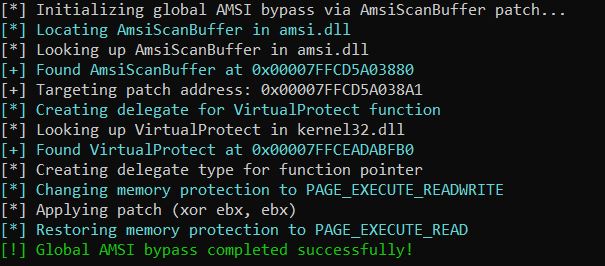 [*] Initializing global AMSI bypass via AmsiScanBuffer patch...
[*] Locating AmsiScanBuffer in amsi.dll
[*] Looking up AmsiScanBuffer in amsi.dll
[+] Found AmsiScanBuffer at 0x00007FFCD5A03880
[+] Targeting patch address: 0x00007FFCD5A038A1
[*] Creating delegate for VirtualProtect function
[*] Looking up VirtualProtect in kernel32.dll
[+] Found VirtualProtect at 0x00007FFCEADABFB0
[*] Creating delegate type for function pointer
[*] Changing memory protection to PAGE_EXECUTE_READWRITE
[*] Applying patch (xor ebx, ebx)
[*] Restoring memory protection to PAGE_EXECUTE_READ
[!] Global AMSI bypass completed successfully!